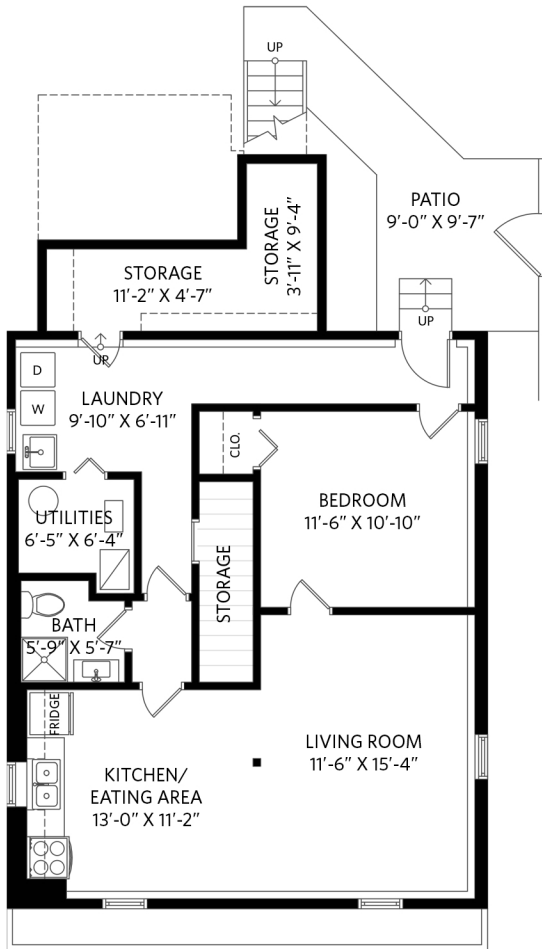 UP
PATIO
9'-0" X 9'-7"
STORAGE
3'-11" X 9'-4"
STORAGE
11'-2" X 4'-7"
UP
UP
D
W
LAUNDRY
9'-10" X 6'-11"
CLO.
BEDROOM
11'-6" X 10'-10"
UTILITIES
6'-5" X 6'-4"
STORAGE
BATH
5'-9" X 5'-7"
FRIDGE
LIVING ROOM
11'-6" X 15'-4"
KITCHEN/
EATING AREA
13'-0" X 11'-2"